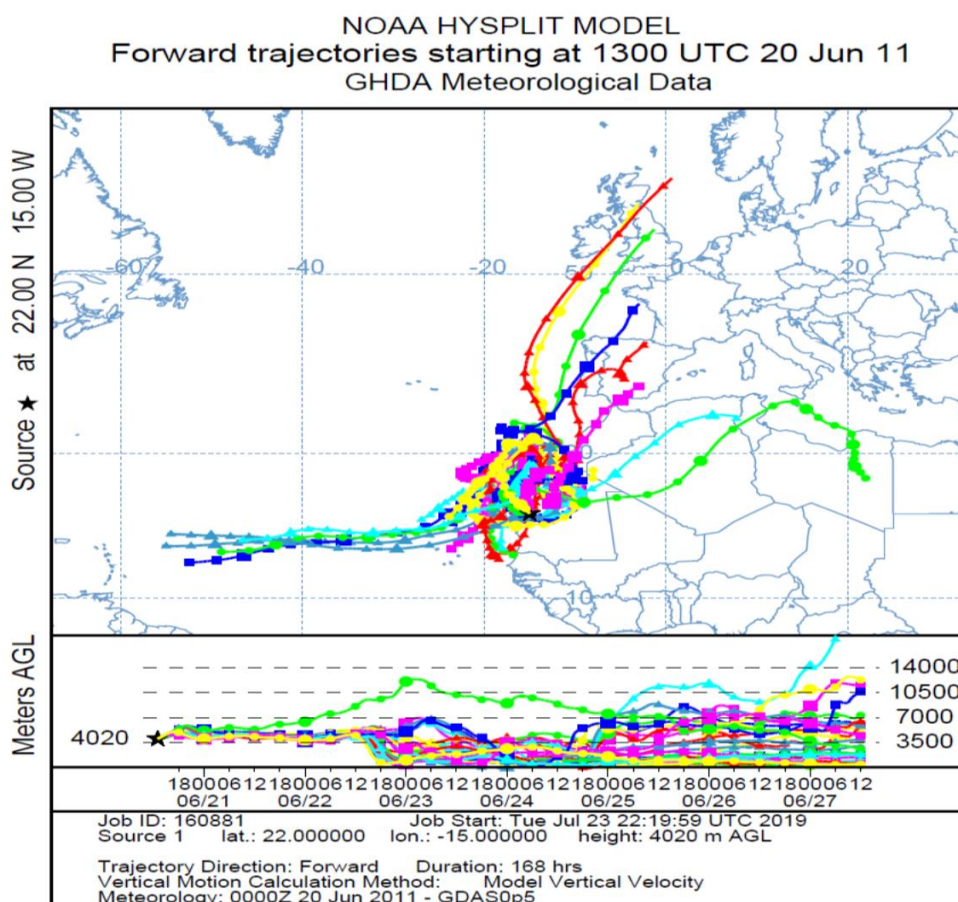 NOAA HYSPLIT MODEL
Forward trajectories starting at 1300 UTC 20 Jun 11
GHDA Meteorological Data
Source ★ at 22.00 N 15.00 W
-60 -40 -20 0 20
50
10
Meters AGL
4020
14000
10500
7000
3500
18 00 06 12 18 00 06 12 18 00 06 12 18 00 06 12 18 00 06 12 18 00 06 12 18 00 06 12
06/21 06/22 06/23 06/24 06/25 06/26 06/27
Job ID: 160881 Job Start: Tue Jul 23 22:19:59 UTC 2019
Source 1 lat.: 22.000000 lon.: -15.000000 height: 4020 m AGL
Trajectory Direction: Forward Duration: 168 hrs
Vertical Motion Calculation Method: Model Vertical Velocity
Meteorology: 0000Z 20 Jun 2011 - GDAS0p5